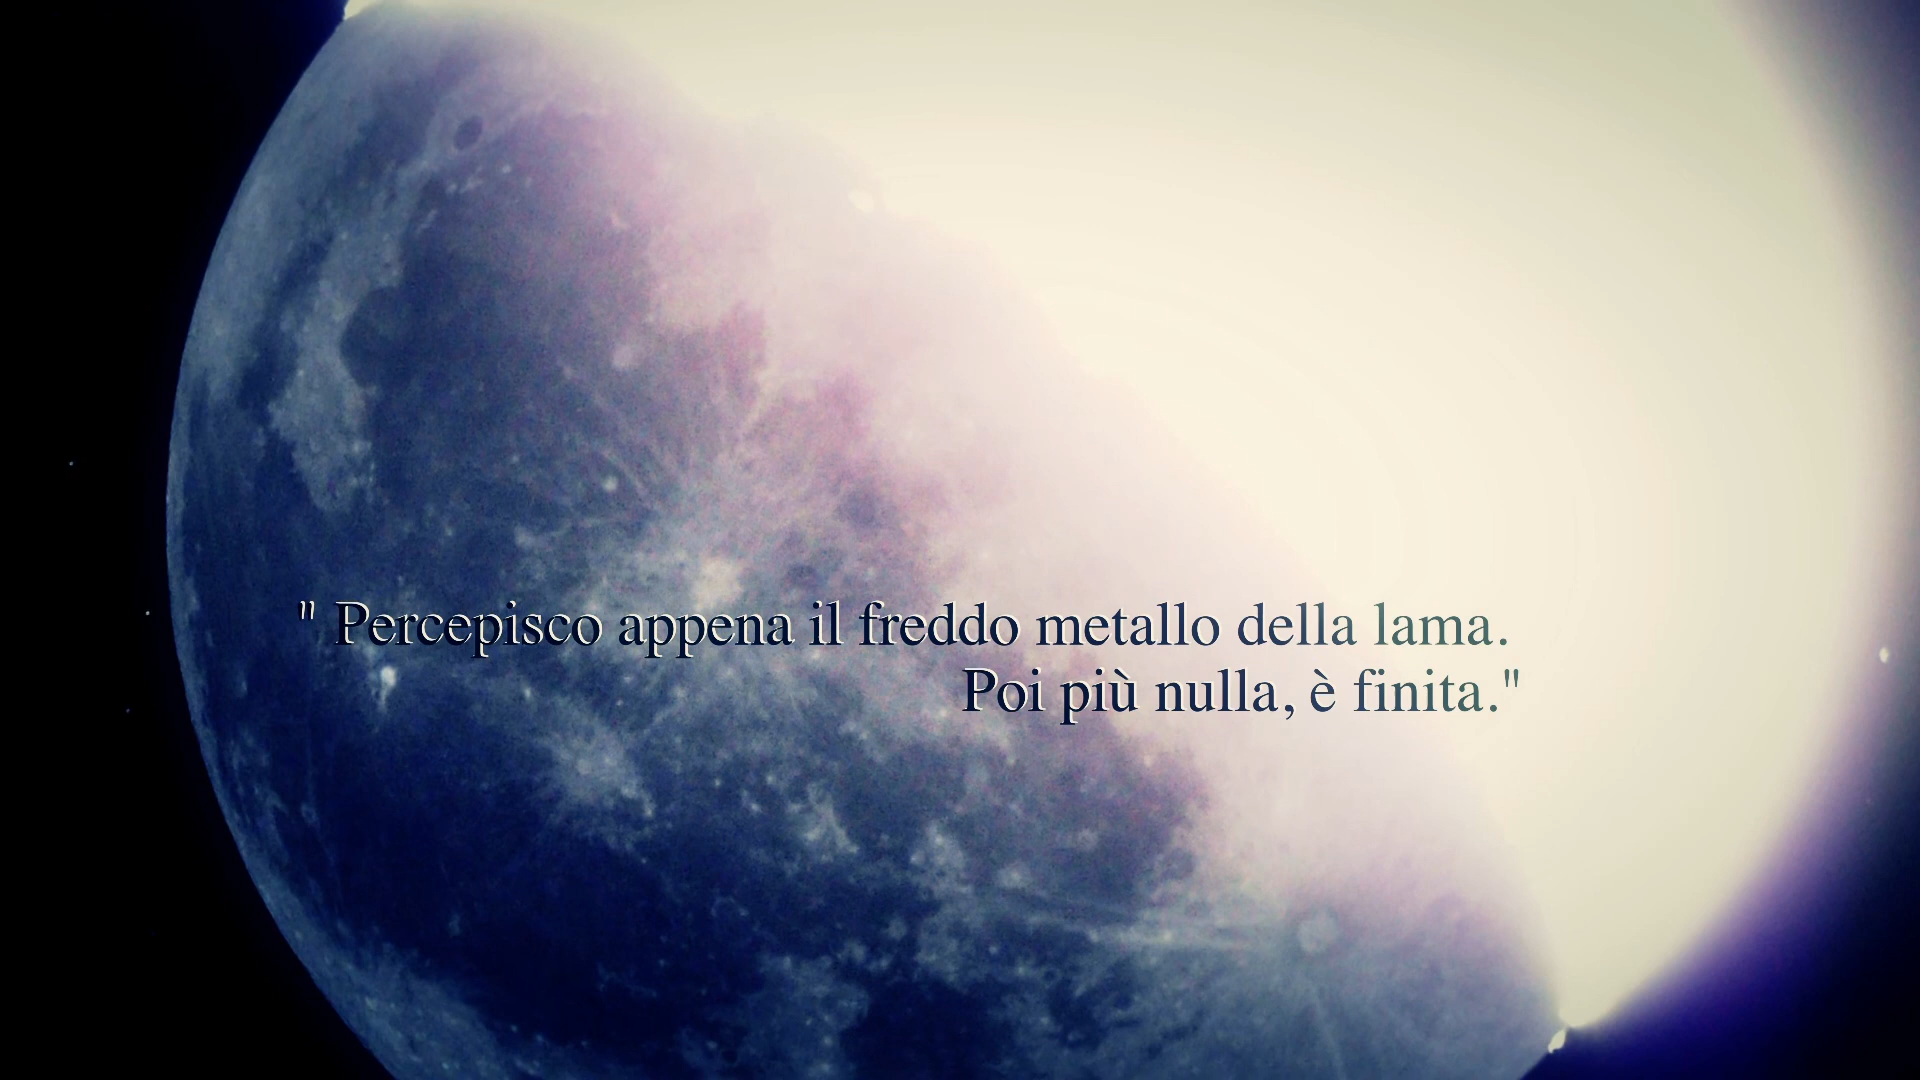 " Percepisco appena il freddo metallo della lama.
Poi più nulla, è finita."